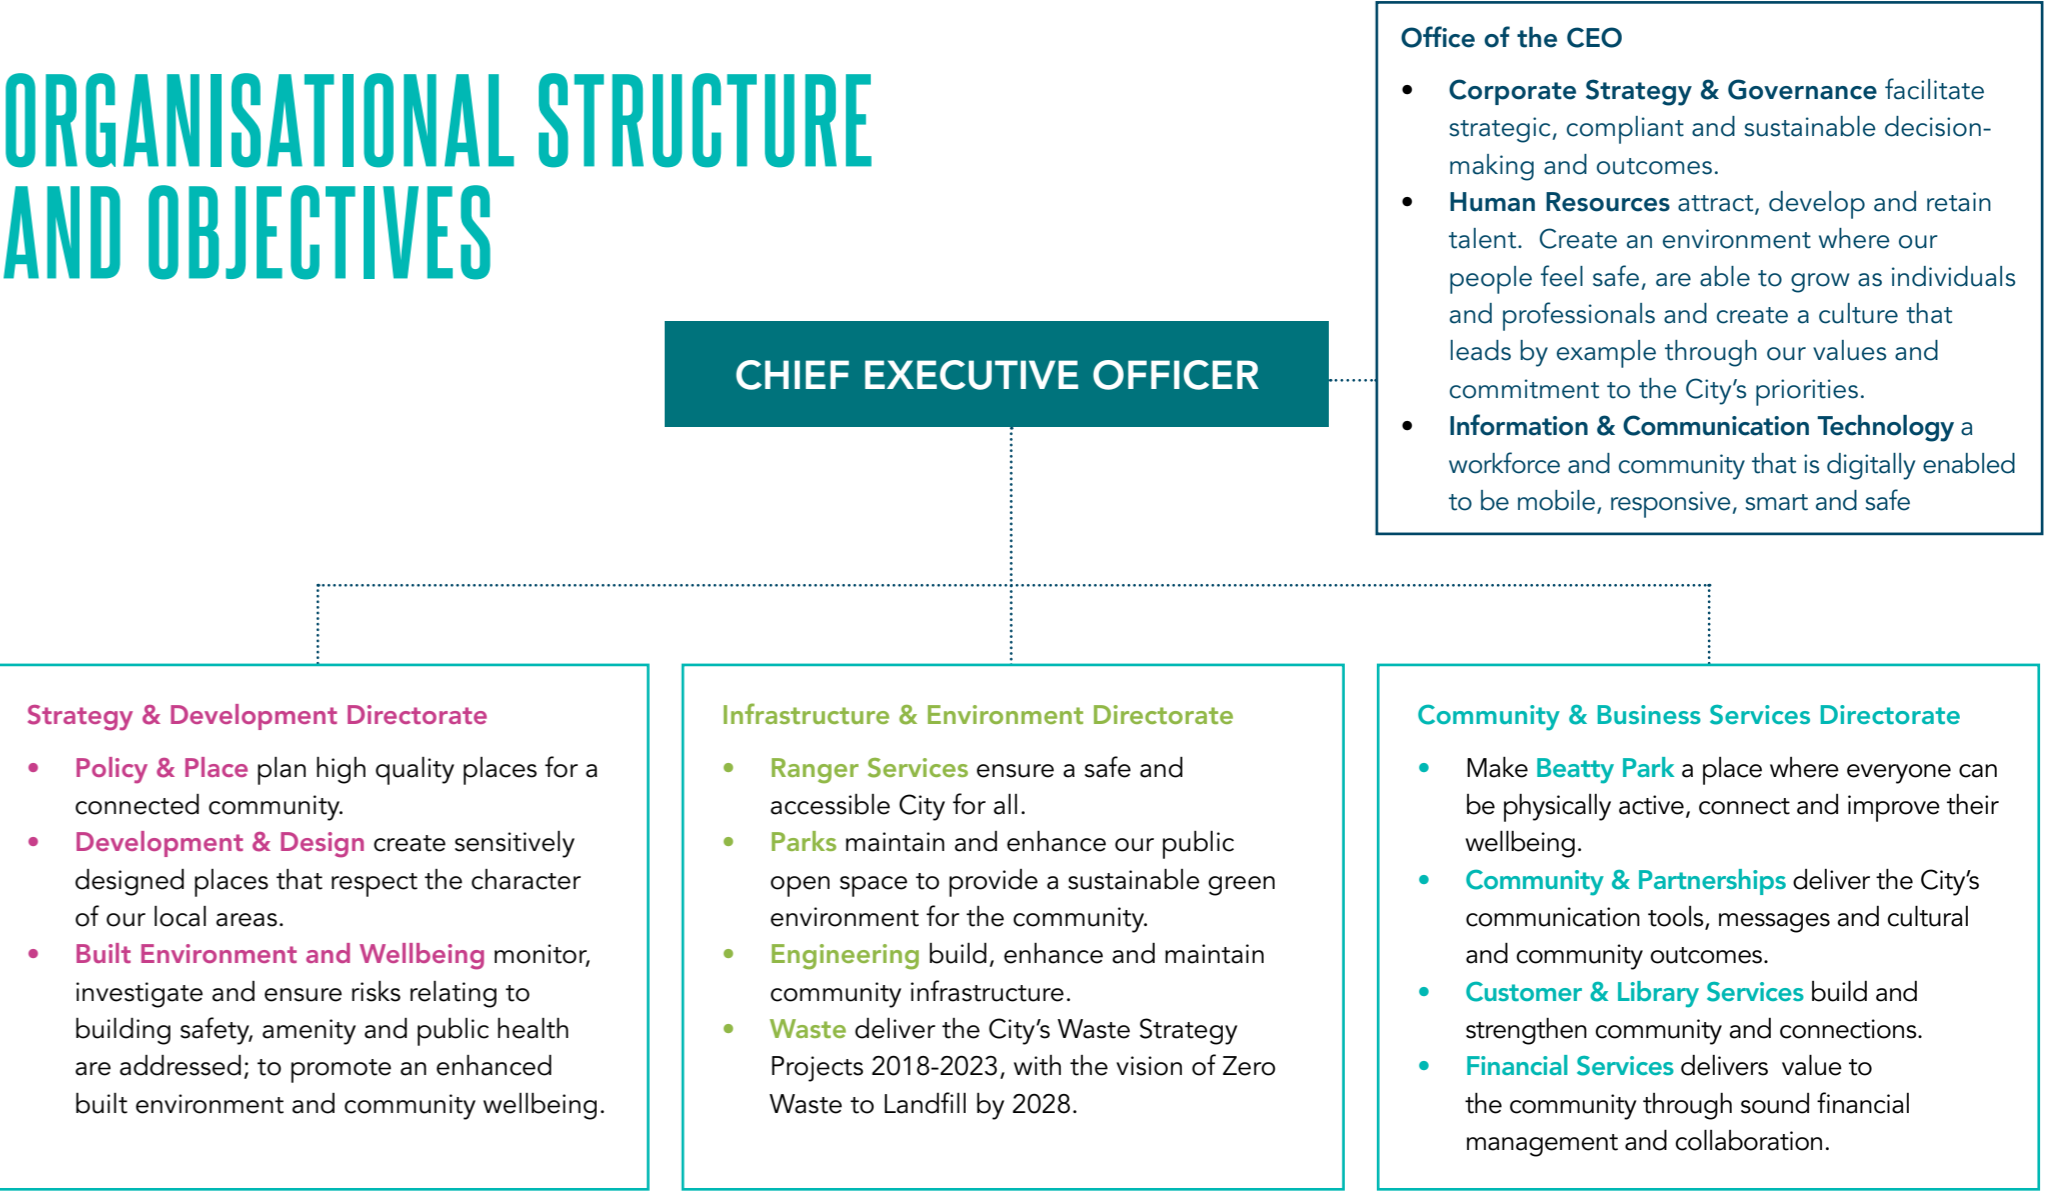 ORGANISATIONAL STRUCTURE
AND OBJECTIVES
Office of the CEO
• Corporate Strategy & Governance facilitate
strategic, compliant and sustainable decision-
making and outcomes.
• Human Resources attract, develop and retain
talent.  Create an environment where our
people feel safe, are able to grow as individuals
and professionals and create a culture that
leads by example through our values and
commitment to the City’s priorities.
• Information & Communication Technology a
workforce and community that is digitally enabled
to be mobile, responsive, smart and safe
CHIEF EXECUTIVE OFFICER
Strategy & Development Directorate
• Policy & Place plan high quality places for a
connected community.
• Development & Design create sensitively
designed places that respect the character
of our local areas.
• Built Environment and Wellbeing monitor,
investigate and ensure risks relating to
building safety, amenity and public health
are addressed; to promote an enhanced
built environment and community wellbeing.
Infrastructure & Environment Directorate
• Ranger Services ensure a safe and
accessible City for all.
• Parks maintain and enhance our public
open space to provide a sustainable green
environment for the community.
• Engineering build, enhance and maintain
community infrastructure.
• Waste deliver the City’s Waste Strategy
Projects 2018-2023, with the vision of Zero
Waste to Landfill by 2028.
Community & Business Services Directorate
• Make Beatty Park a place where everyone can
be physically active, connect and improve their
wellbeing.
• Community & Partnerships deliver the City’s
communication tools, messages and cultural
and community outcomes.
• Customer & Library Services build and
strengthen community and connections.
• Financial Services delivers  value to
the community through sound financial
management and collaboration.